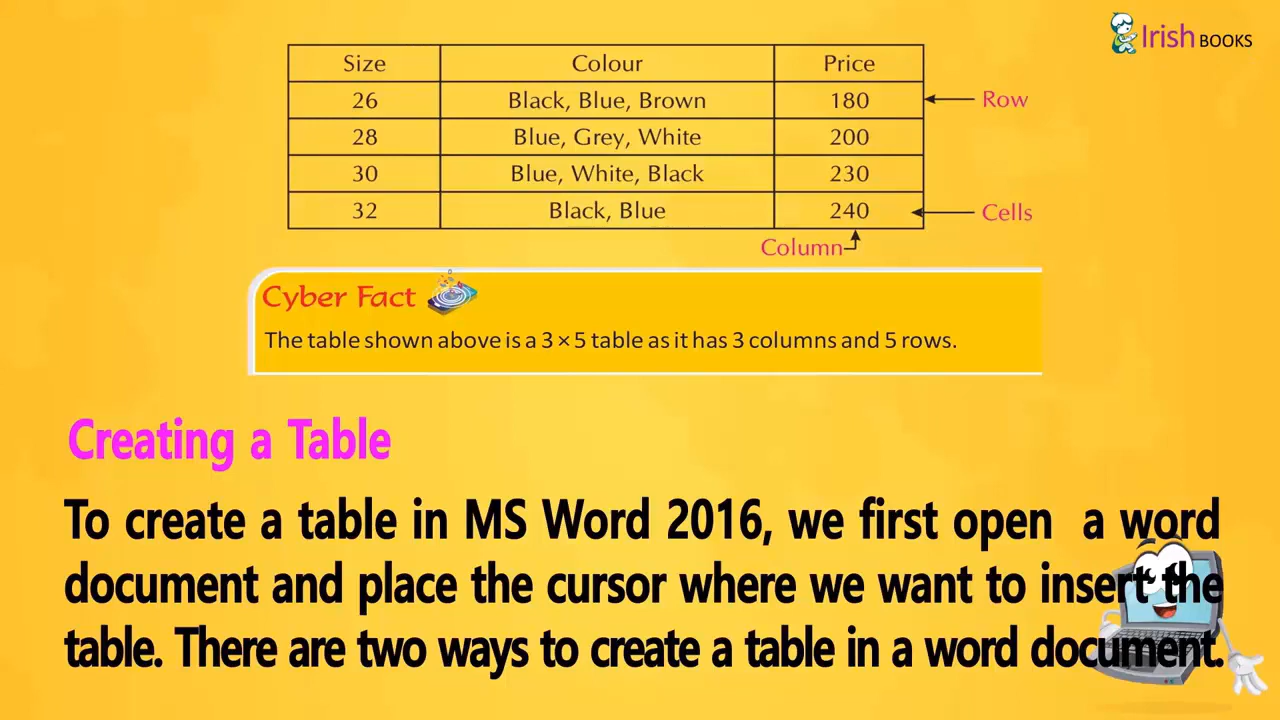 Irish BOOKS
Size Colour Price
26 Black, Blue, Brown 180 Row
28 Blue, Grey, White 200
30 Blue, White, Black 230
32 Black, Blue 240 Cells
Column
Cyber Fact
The table shown above is a 3 × 5 table as it has 3 columns and 5 rows.
Creating a Table
To create a table in MS Word 2016, we first open a word
document and place the cursor where we want to insert the
table. There are two ways to create a table in a word document.